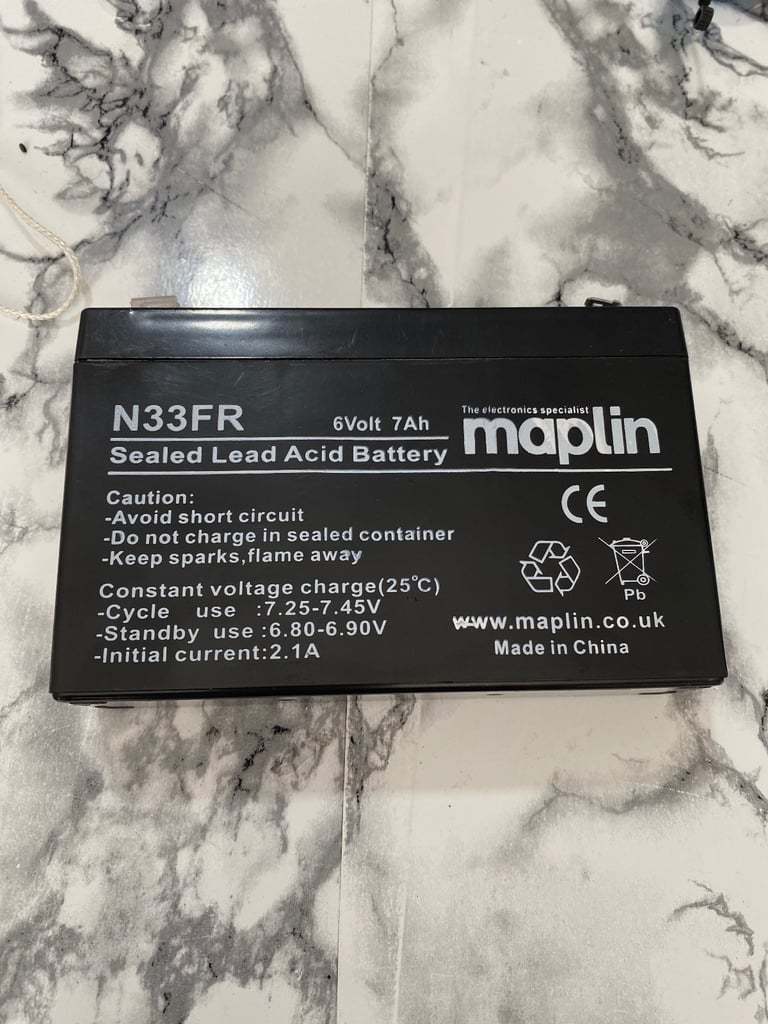 N33FR 6Volt 7Ah
Sealed Lead Acid Battery
The electronics specialist
maplin
Caution:
-Avoid short circuit
-Do not charge in sealed container
-Keep sparks,flame away
Constant voltage charge(25℃)
-Cycle use :7.25-7.45V
-Standby use :6.80-6.90V
-Initial current:2.1A
CE
Pb
www.maplin.co.uk
Made in China